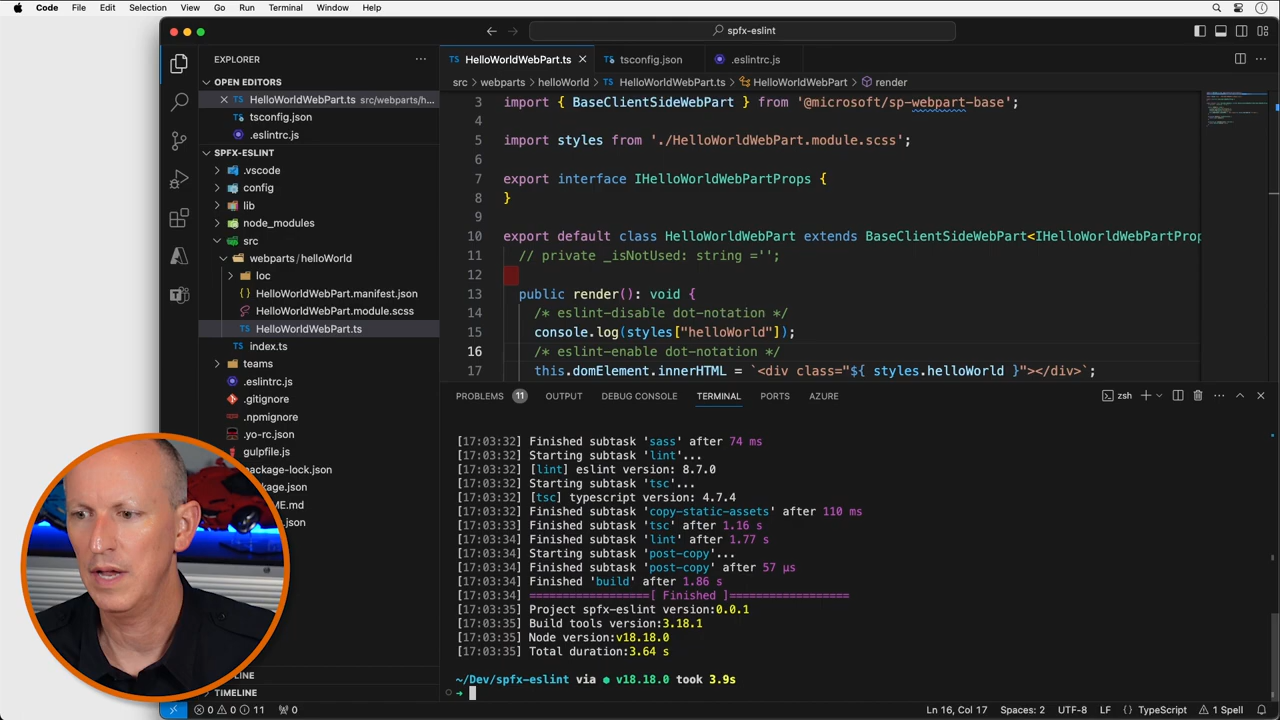 Code File Edit Selection View Go Run Terminal Window Help
spfx-eslint
EXPLORER
HelloWorldWebPart.ts
tsconfig.json
.eslintrc.js
OPEN EDITORS
HelloWorldWebPart.ts src/webparts/h...
tsconfig.json
.eslintrc.js
SPFX-ESLINT
.vscode
config
lib
node_modules
src
webparts / helloWorld
loc
HelloWorldWebPart.manifest.json
HelloWorldWebPart.module.scss
HelloWorldWebPart.ts
index.ts
teams
.eslintrc.js
.gitignore
.npmignore
.yo-rc.json
gulpfile.js
ackage-lock.json
ckage.json
ME.md
n.json
LINE
TIMELINE
src > webparts > helloWorld > HelloWorldWebPart.ts > HelloWorldWebPart > render
3 import { BaseClientSideWebPart } from '@microsoft/sp-webpart-base';
5 import styles from './HelloWorldWebPart.module.scss';
6
7 export interface IHelloWorldWebPartProps {
8 }
9
10 export default class HelloWorldWebPart extends BaseClientSideWebPart<IHelloWorldWebPartProp
11 // private _isNotUsed: string ='';
12
13 public render(): void {
14 /* eslint-disable dot-notation */
15 console.log(styles["helloWorld"]);
16 /* eslint-enable dot-notation */
17 this.domElement.innerHTML = `<div class="${ styles.helloWorld }"></div>`;
PROBLEMS 11 OUTPUT DEBUG CONSOLE TERMINAL PORTS AZURE
zsh
[17:03:32] Finished subtask 'sass' after 74 ms
[17:03:32] Starting subtask 'lint'...
[17:03:32] [lint] eslint version: 8.7.0
[17:03:32] Starting subtask 'tsc'...
[17:03:32] [tsc] typescript version: 4.7.4
[17:03:32] Finished subtask 'copy-static-assets' after 110 ms
[17:03:33] Finished subtask 'tsc' after 1.16 s
[17:03:34] Finished subtask 'lint' after 1.77 s
[17:03:34] Starting subtask 'post-copy'...
[17:03:34] Finished subtask 'post-copy' after 57 μs
[17:03:34] Finished 'build' after 1.86 s
[17:03:34] ====================[ Finished ]====================
[17:03:35] Project spfx-eslint version:0.0.1
[17:03:35] Build tools version:3.18.1
[17:03:35] Node version:v18.18.0
[17:03:35] Total duration:3.64 s
~/Dev/spfx-eslint via v18.18.0 took 3.9s
0 0 11 0
Ln 16, Col 17 Spaces: 2 UTF-8 LF {} TypeScript 1 Spell